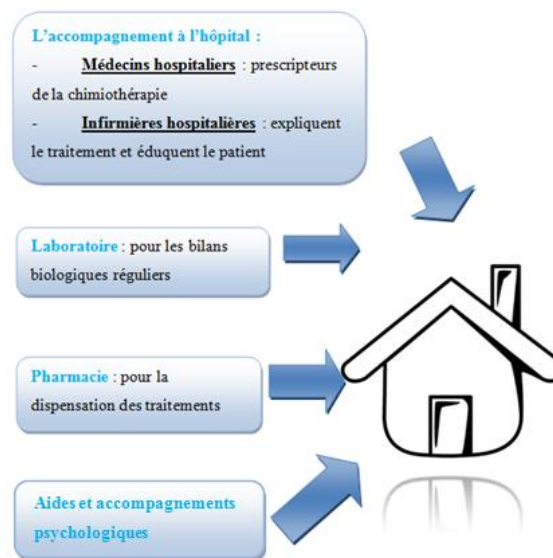 L'accompagnement à l'hôpital :
- Médecins hospitaliers : prescripteurs
de la chimiothérapie
- Infirmières hospitalières : expliquent
le traitement et éduquent le patient
Laboratoire : pour les bilans
biologiques réguliers
Pharmacie : pour la
dispensation des traitements
Aides et accompagnements
psychologiques